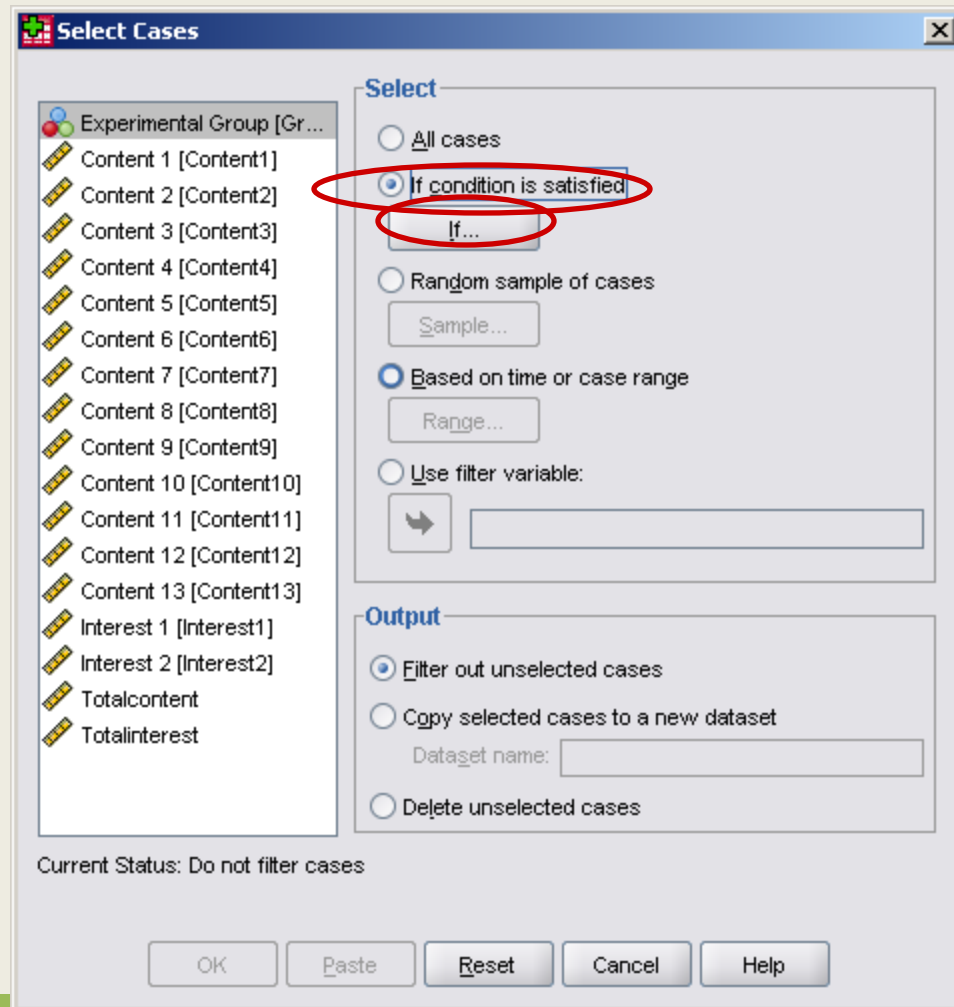 Select Cases
Experimental Group [Gr...
Content 1 [Content1]
Content 2 [Content2]
Content 3 [Content3]
Content 4 [Content4]
Content 5 [Content5]
Content 6 [Content6]
Content 7 [Content7]
Content 8 [Content8]
Content 9 [Content9]
Content 10 [Content10]
Content 11 [Content11]
Content 12 [Content12]
Content 13 [Content13]
Interest 1 [Interest1]
Interest 2 [Interest2]
Totalcontent
Totalinterest
Select
All cases
If condition is satisfied
If...
Random sample of cases
Sample...
Based on time or case range
Range...
Use filter variable:
Output
Filter out unselected cases
Copy selected cases to a new dataset
Dataset name:
Delete unselected cases
Current Status: Do not filter cases
OK Paste Reset Cancel Help